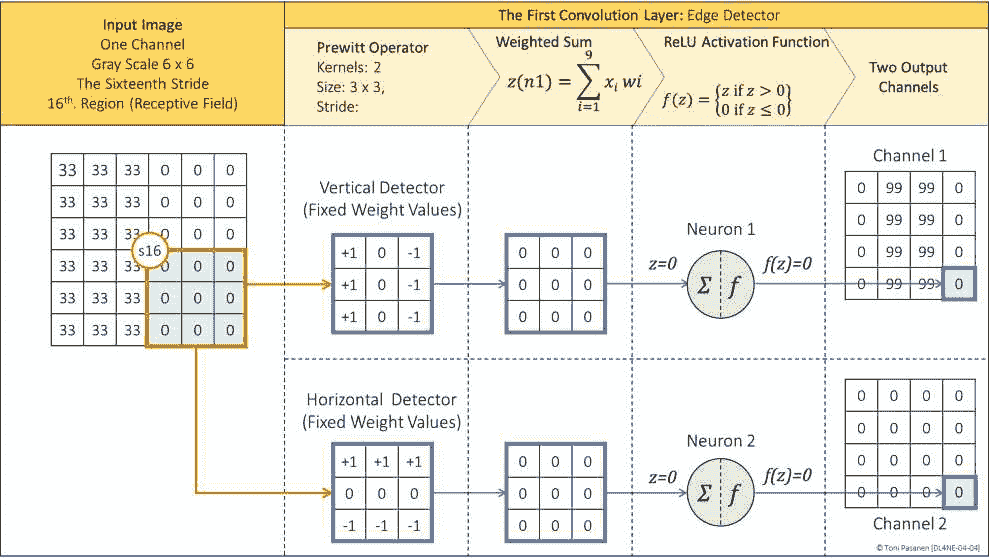 Input Image
One Channel
Gray Scale 6 x 6
The Sixteenth Stride
16th. Region (Receptive Field)
The First Convolution Layer: Edge Detector
Prewitt Operator
Kernels: 2
Size: 3 x 3,
Stride:
Weighted Sum
z(n1) = 9 ∑ i=1 xi wi
ReLU Activation Function
f(z) = {z if z > 0}
{0 if z ≤ 0}
Two Output
Channels
33 33 33 0 0 0
33 33 33 0 0 0
33 33 33 0 0 0
s16
33 33 33 0 0 0
33 33 33 0 0 0
33 33 33 0 0 0
Vertical Detector
(Fixed Weight Values)
+1 0 -1
+1 0 -1
+1 0 -1
0 0 0
0 0 0
0 0 0
z=0
Neuron 1
Σ f
f(z)=0
Channel 1
0 99 99 0
0 99 99 0
0 99 99 0
0 99 99 0
Horizontal Detector
(Fixed Weight Values)
+1 +1 +1
0 0 0
-1 -1 -1
0 0 0
0 0 0
0 0 0
z=0
Neuron 2
Σ f
f(z)=0
0 0 0 0
0 0 0 0
0 0 0 0
0 0 0 0
Channel 2
© Toni Pasanen [DL4NE-04-04]